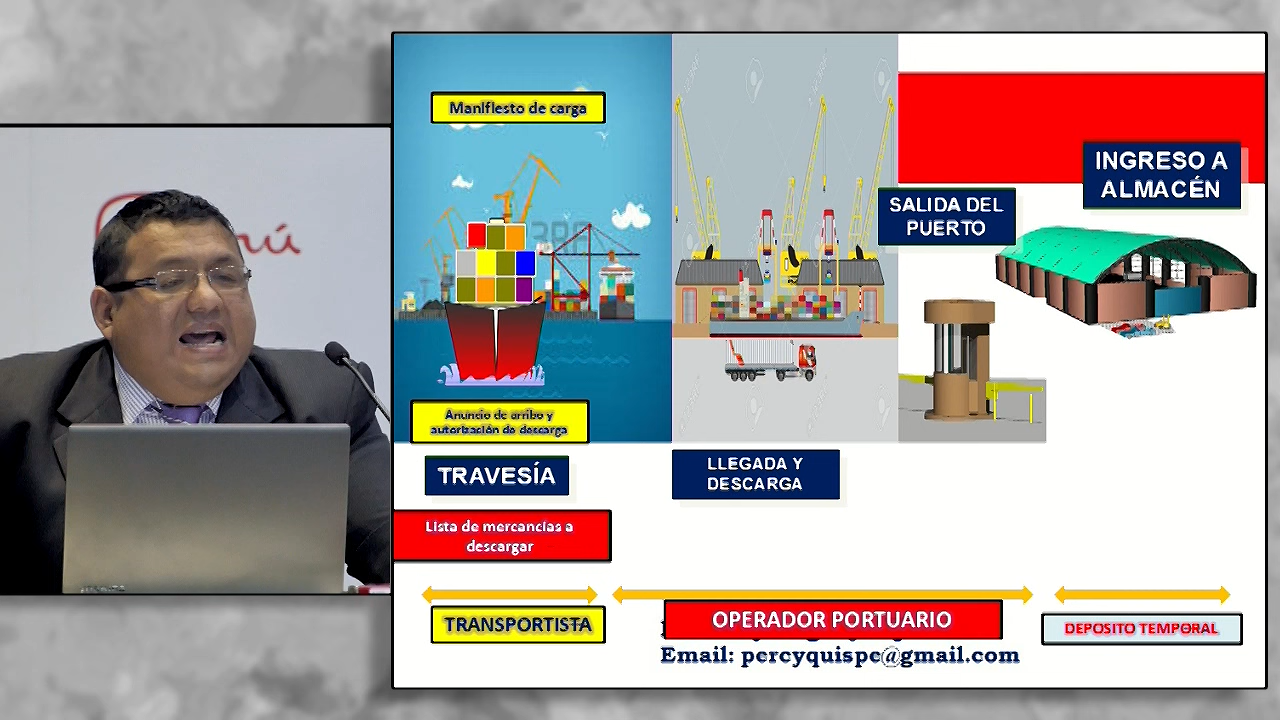 Manifiesto de carga
INGRESO A
ALMACÉN
SALIDA DEL
PUERTO
Anuncio de arribo y
autorización de descarga
TRAVESÍA
LLEGADA Y
DESCARGA
Lista de mercancías a
descargar
TRANSPORTISTA
OPERADOR PORTUARIO
DEPOSITO TEMPORAL
Email: percyquispe@gmail.com